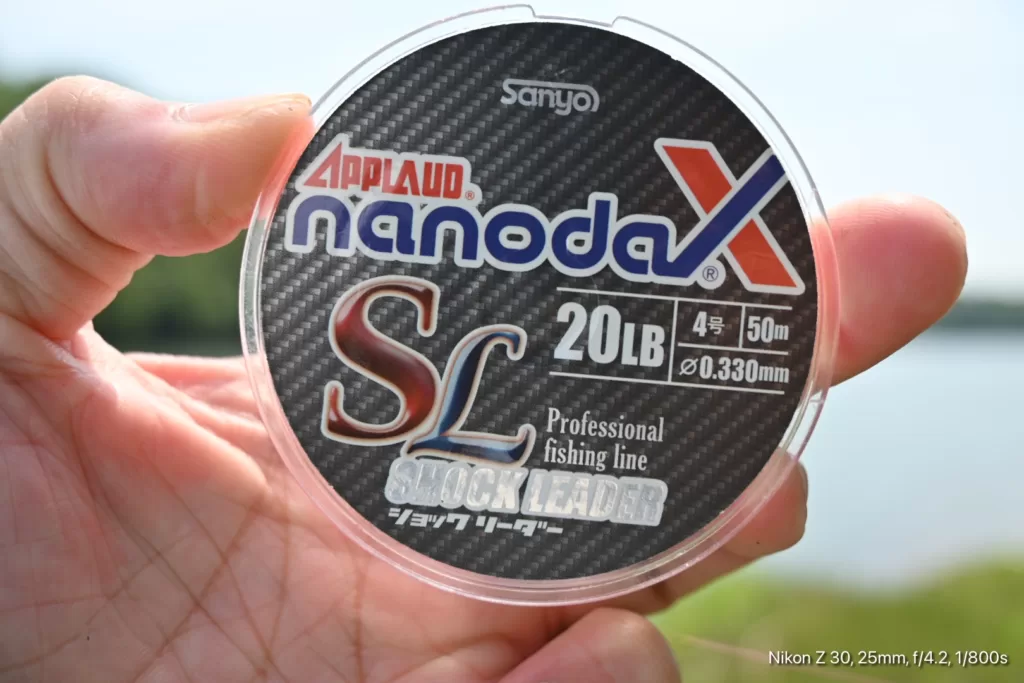 Sanyo
APPLAUD®
nanodaX®
SL
20LB
4号
50m
⌀0.330mm
Professional
fishing line
SHOCK LEADER
ショック リーダー
Nikon Z 30, 25mm, f/4.2, 1/800s